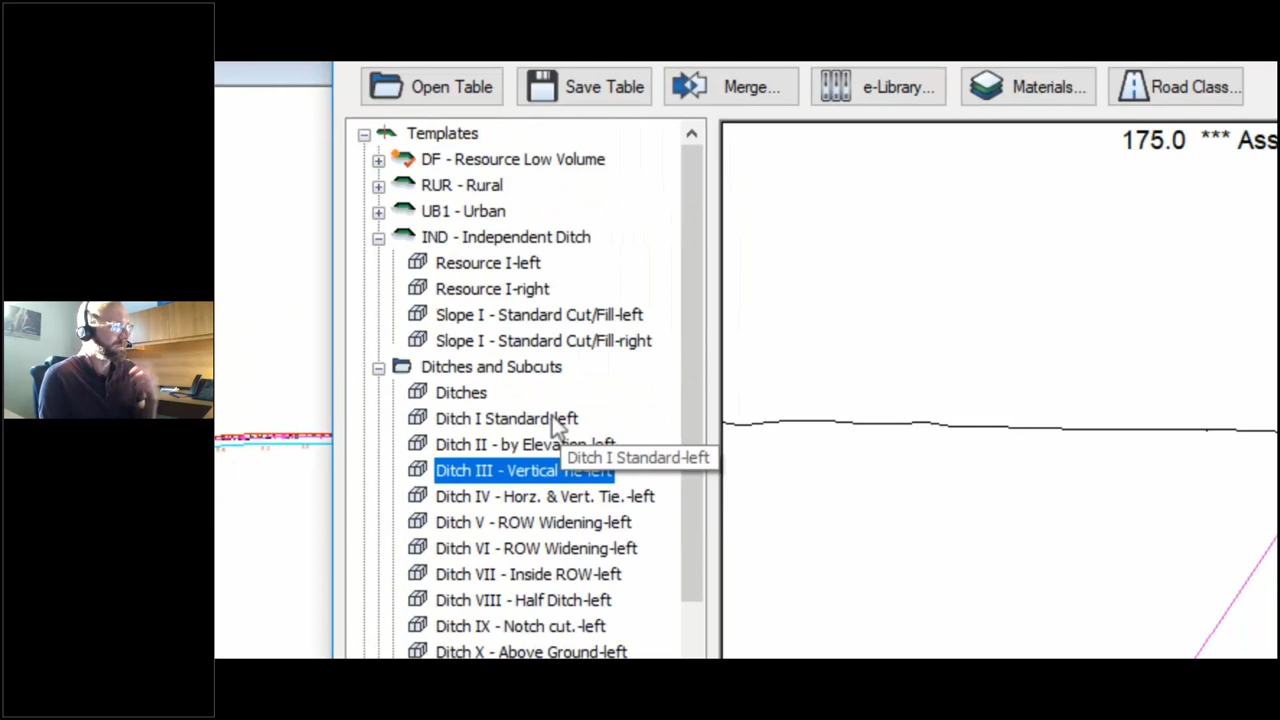 Open Table Save Table Merge... e-Library... Materials... Road Class...
Templates
DF - Resource Low Volume
RUR - Rural
UB1 - Urban
IND - Independent Ditch
Resource I-left
Resource I-right
Slope I - Standard Cut/Fill-left
Slope I - Standard Cut/Fill-right
Ditches and Subcuts
Ditches
Ditch I Standard-left
Ditch II - by Elevation-left
Ditch I Standard-left
Ditch III - Vertical Tie-left
Ditch IV - Horz. & Vert. Tie.-left
Ditch V - ROW Widening-left
Ditch VI - ROW Widening-left
Ditch VII - Inside ROW-left
Ditch VIII - Half Ditch-left
Ditch IX - Notch cut.-left
Ditch X - Above Ground-left
175.0 *** Ass